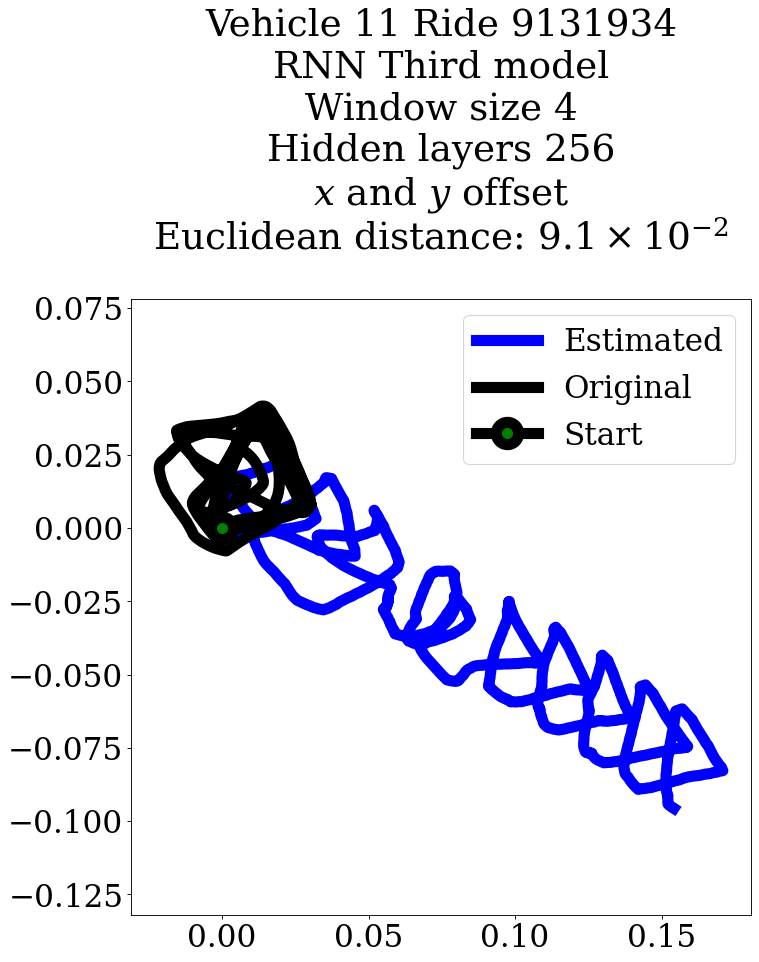 Vehicle 11 Ride 9131934
RNN Third model
Window size 4
Hidden layers 256
x and y offset
Euclidean distance: 9.1 × 10⁻²
Estimated
Original
Start
0.075
0.050
0.025
0.000
−0.025
−0.050
−0.075
−0.100
−0.125
0.00 0.05 0.10 0.15